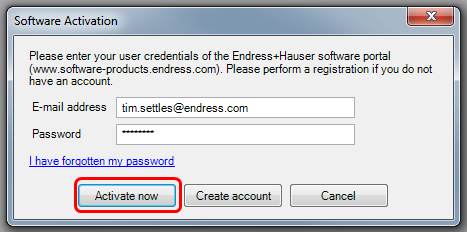 Software Activation
Please enter your user credentials of the Endress+Hauser software portal
(www.software-products.endress.com). Please perform a registration if you do not
have an account.
E-mail address tim.settles@endress.com
Password ********
I have forgotten my password
Activate now Create account Cancel